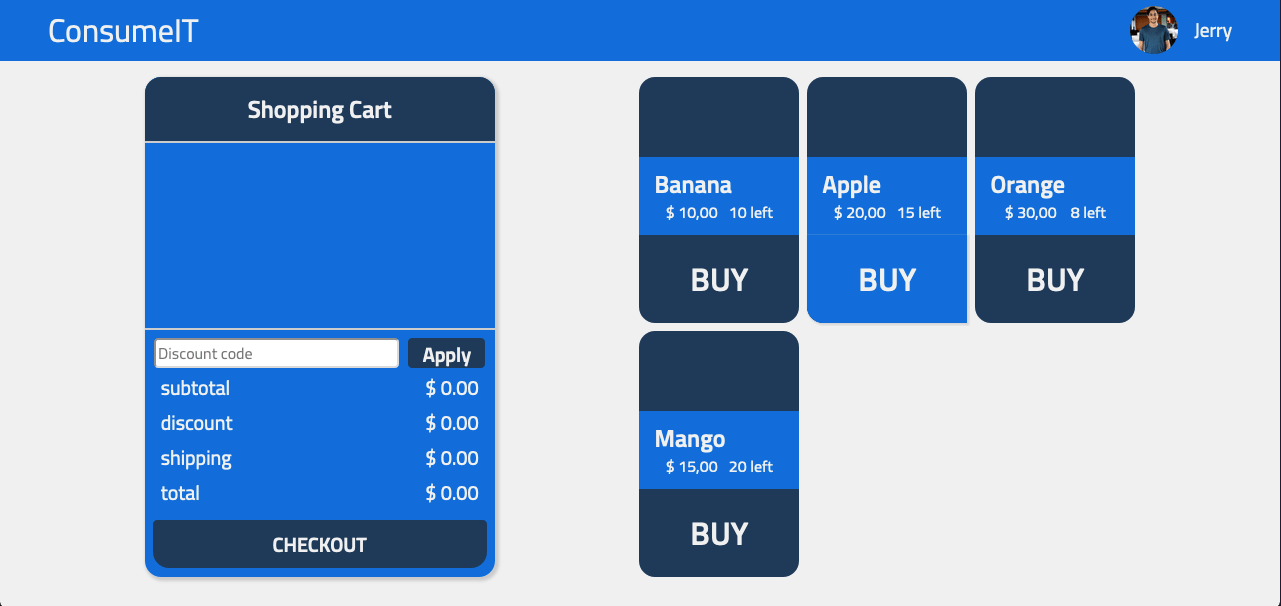 ConsumeIT
Jerry
Shopping Cart
Discount code
Apply
subtotal $ 0.00
discount $ 0.00
shipping $ 0.00
total $ 0.00
CHECKOUT
Banana
$ 10,00 10 left
BUY
Apple
$ 20,00 15 left
BUY
Orange
$ 30,00 8 left
BUY
Mango
$ 15,00 20 left
BUY